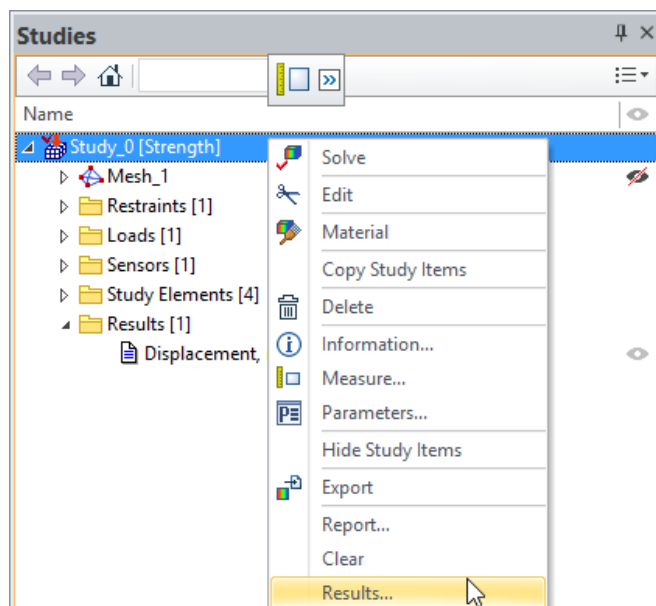 Studies
Name
Study_0 [Strength]
Mesh_1
Restraints [1]
Loads [1]
Sensors [1]
Study Elements [4]
Results [1]
Displacement,
Solve
Edit
Material
Copy Study Items
Delete
Information...
Measure...
Parameters...
Hide Study Items
Export
Report...
Clear
Results...